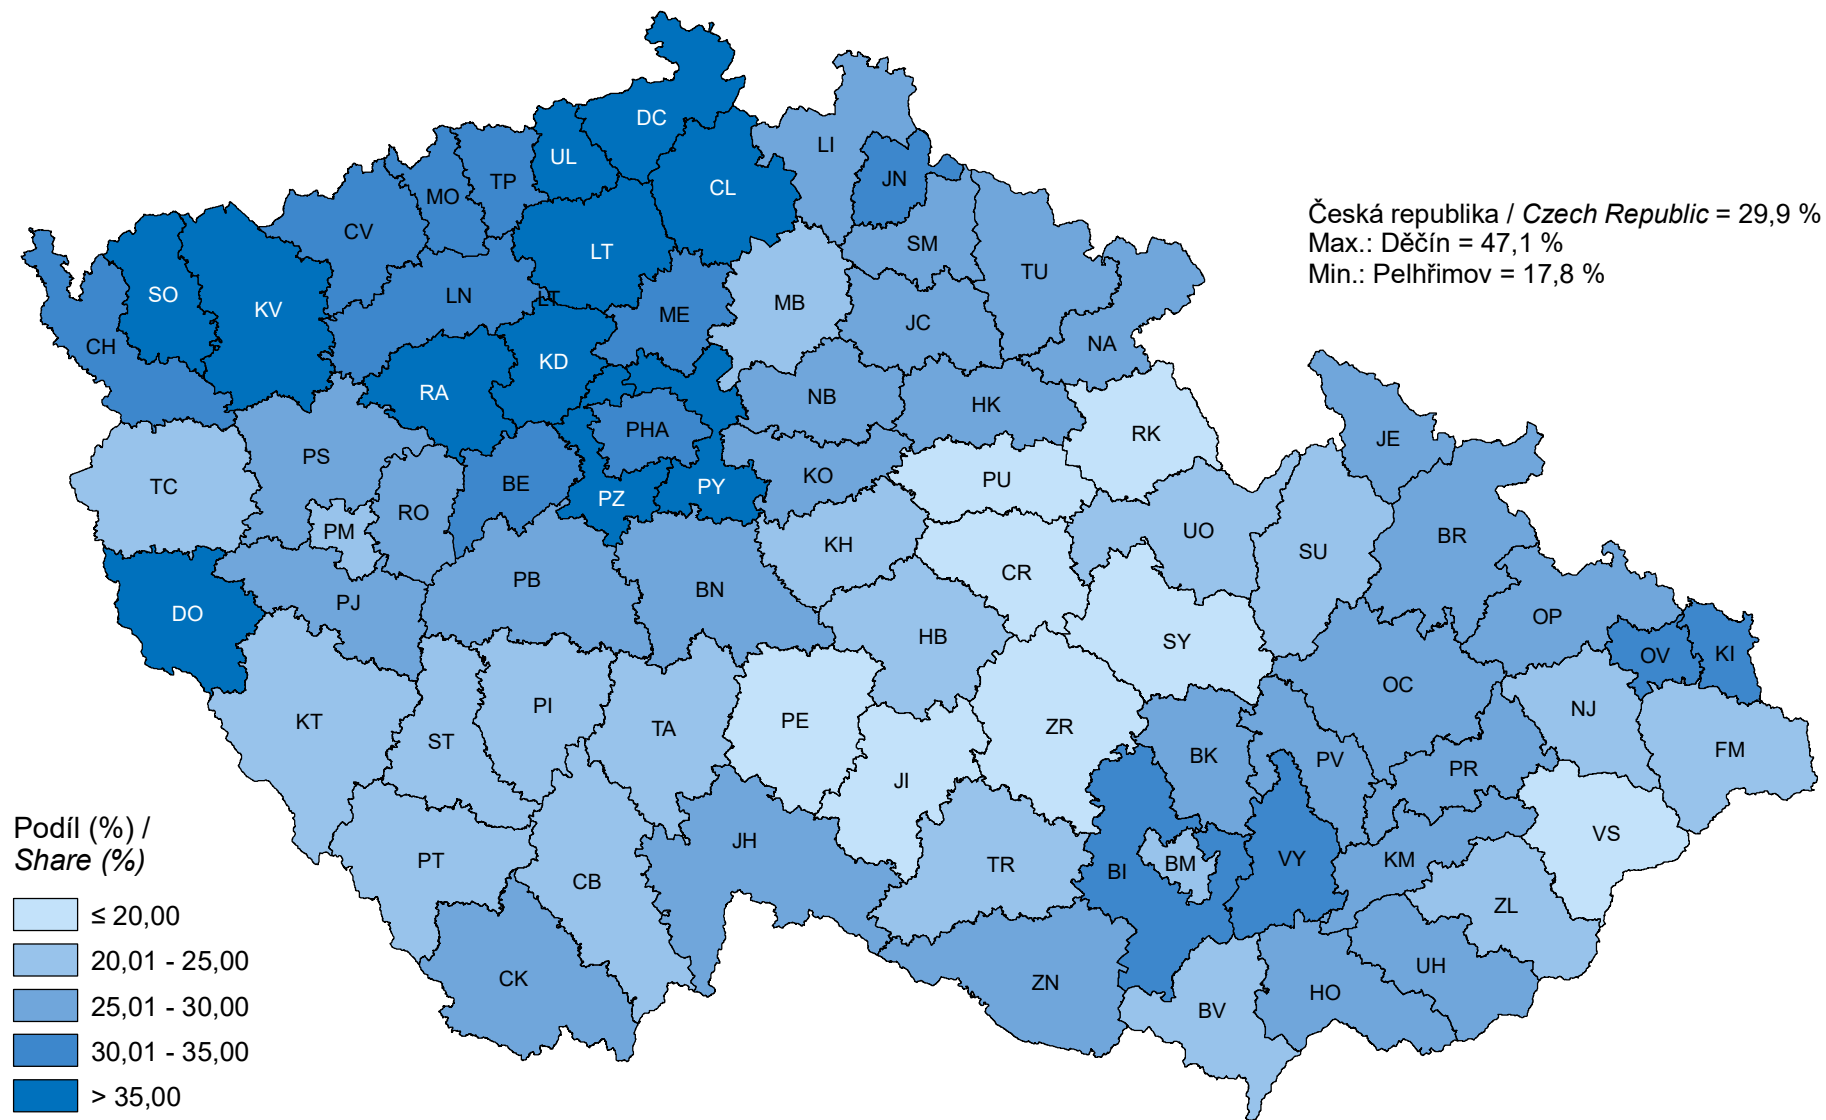 DC
UL
LI
TP
JN
CL
MO
CV
SM
LT
TU
SO
LN
LT
KV
MB
ME
JC
CH
NA
KD
RA
NB
HK
PHA
RK
JE
PS
KO
PU
TC
BE
PZ
PY
RO
PM
UO
BR
KH
SU
CR
PB
BN
PJ
DO
OP
HB
SY
OV
KI
OC
PI
NJ
KT
PE
ZR
TA
ST
FM
BK
PV
PR
JI
VS
JH
PT
TR
BI
BM
VY
KM
CB
ZL
UH
CK
ZN
HO
BV
Česká republika / Czech Republic = 29,9 %
Max.: Děčín = 47,1 %
Min.: Pelhřimov = 17,8 %
Podíl (%) /
Share (%)
≤ 20,00
20,01 - 25,00
25,01 - 30,00
30,01 - 35,00
> 35,00